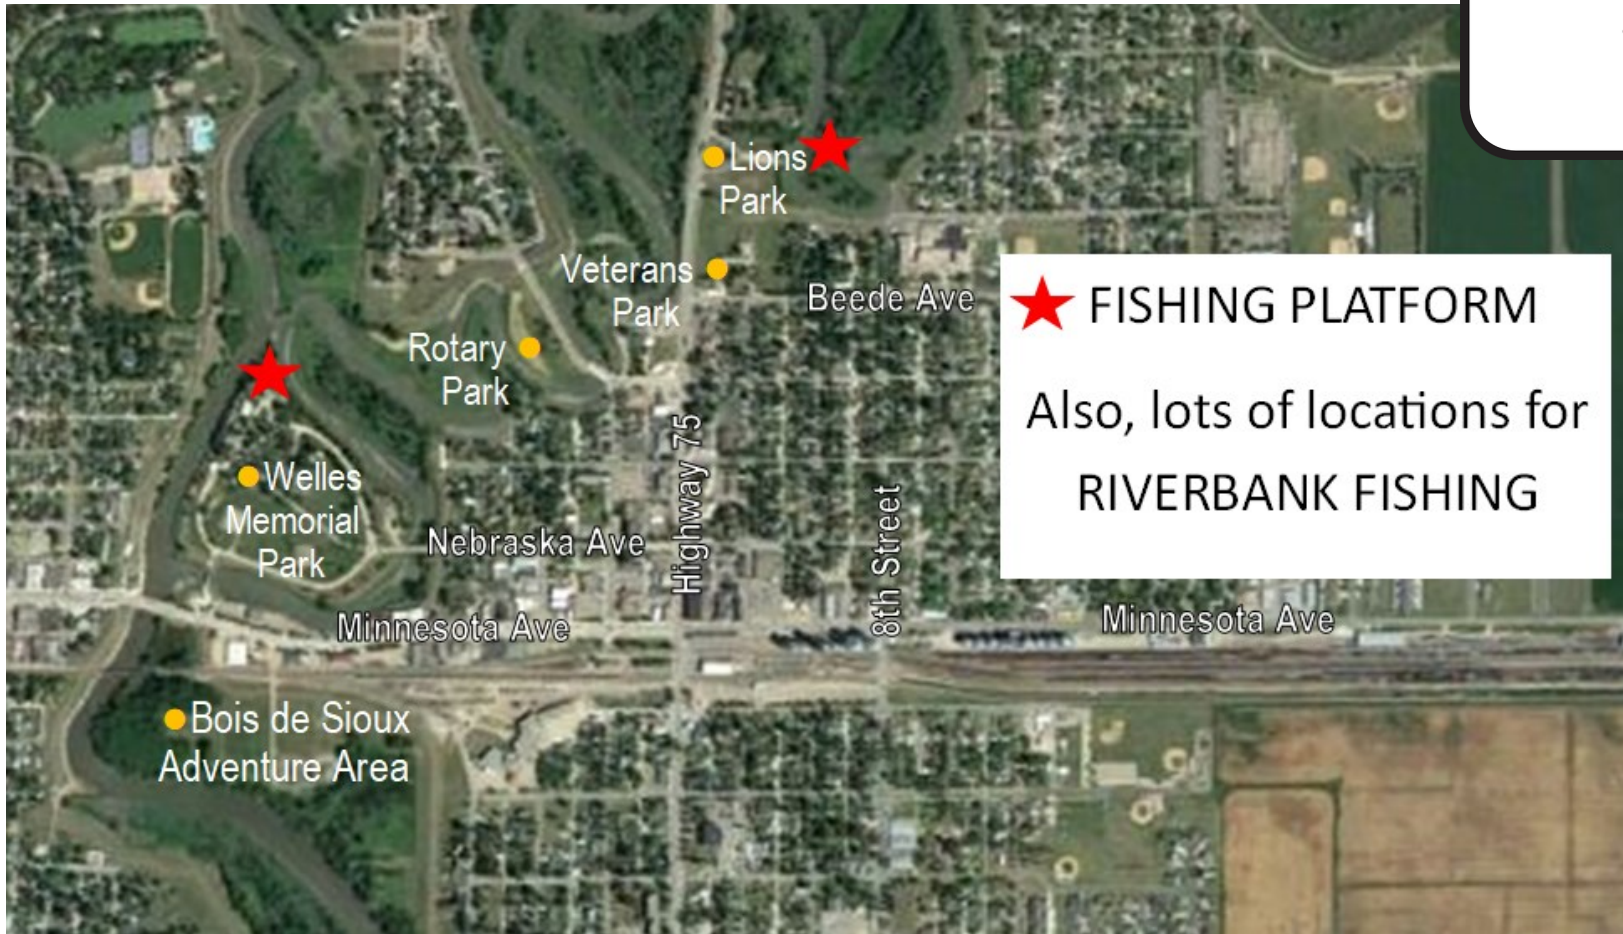 Lions
Park
Veterans
Park
Beede Ave
Rotary
Park
FISHING PLATFORM
Also, lots of locations for
RIVERBANK FISHING
Highway 75
8th Street
Welles
Memorial
Park
Nebraska Ave
Minnesota Ave
Minnesota Ave
Bois de Sioux
Adventure Area